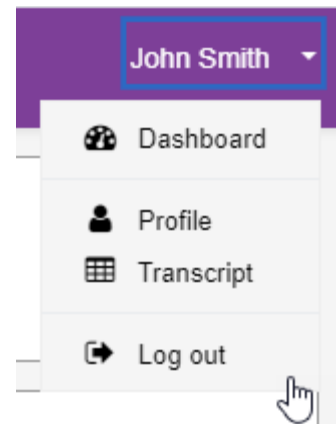 John Smith
Dashboard
Profile
Transcript
Log out